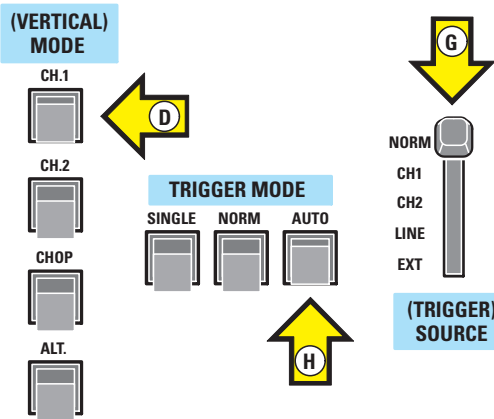 (VERTICAL)
MODE
CH.1
D
CH.2
CHOP
ALT.
TRIGGER MODE
SINGLE NORM AUTO
H
G
NORM
CH1
CH2
LINE
EXT
(TRIGGER)
SOURCE